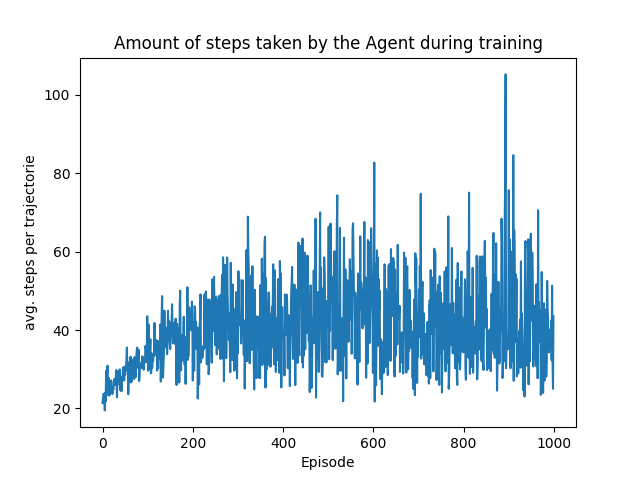 Amount of steps taken by the Agent during training
avg. steps per trajectorie
100
80
60
40
20
0 200 400 600 800 1000
Episode